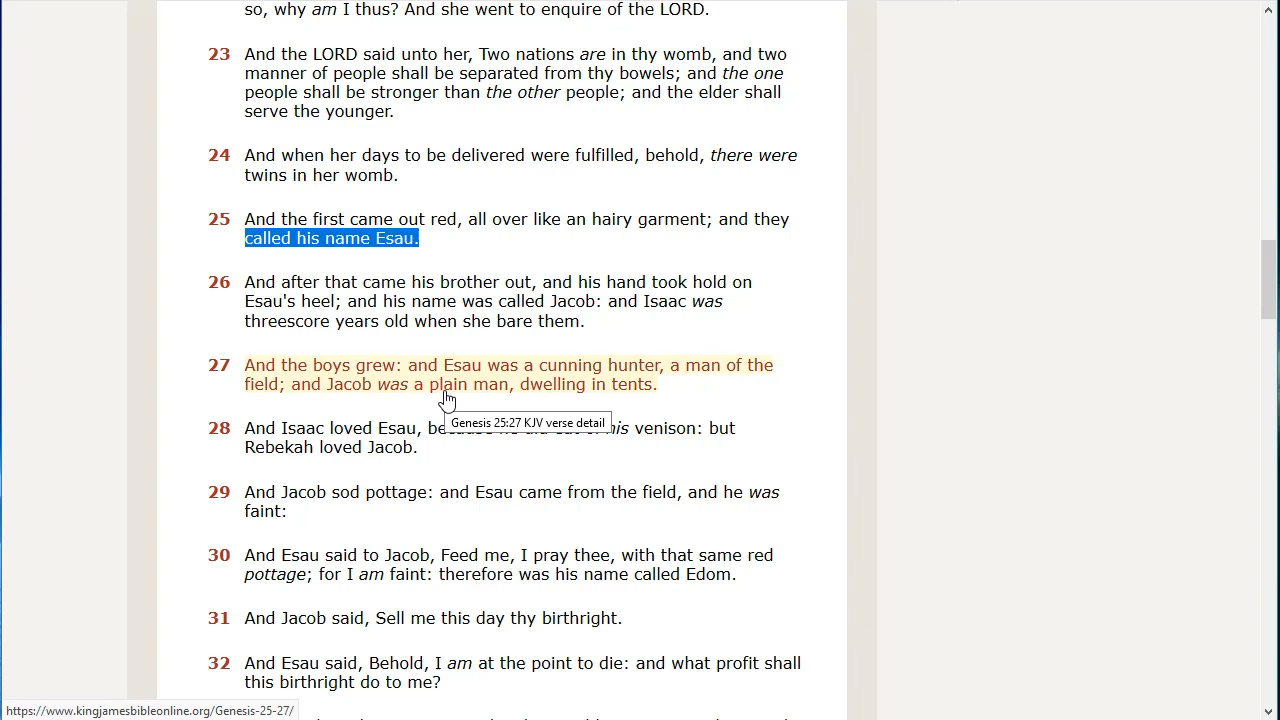 so, why am I thus? And she went to enquire of the LORD.
23 And the LORD said unto her, Two nations are in thy womb, and two
manner of people shall be separated from thy bowels; and the one
people shall be stronger than the other people; and the elder shall
serve the younger.
24 And when her days to be delivered were fulfilled, behold, there were
twins in her womb.
25 And the first came out red, all over like an hairy garment; and they
called his name Esau.
26 And after that came his brother out, and his hand took hold on
Esau's heel; and his name was called Jacob: and Isaac was
threescore years old when she bare them.
27 And the boys grew: and Esau was a cunning hunter, a man of the
field; and Jacob was a plain man, dwelling in tents.
Genesis 25:27 KJV verse detail
28 And Isaac loved Esau, because he did eat of his venison: but
Rebekah loved Jacob.
29 And Jacob sod pottage: and Esau came from the field, and he was
faint:
30 And Esau said to Jacob, Feed me, I pray thee, with that same red
pottage; for I am faint: therefore was his name called Edom.
31 And Jacob said, Sell me this day thy birthright.
32 And Esau said, Behold, I am at the point to die: and what profit shall
this birthright do to me?
https://www.kingjamesbibleonline.org/Genesis-25-27/